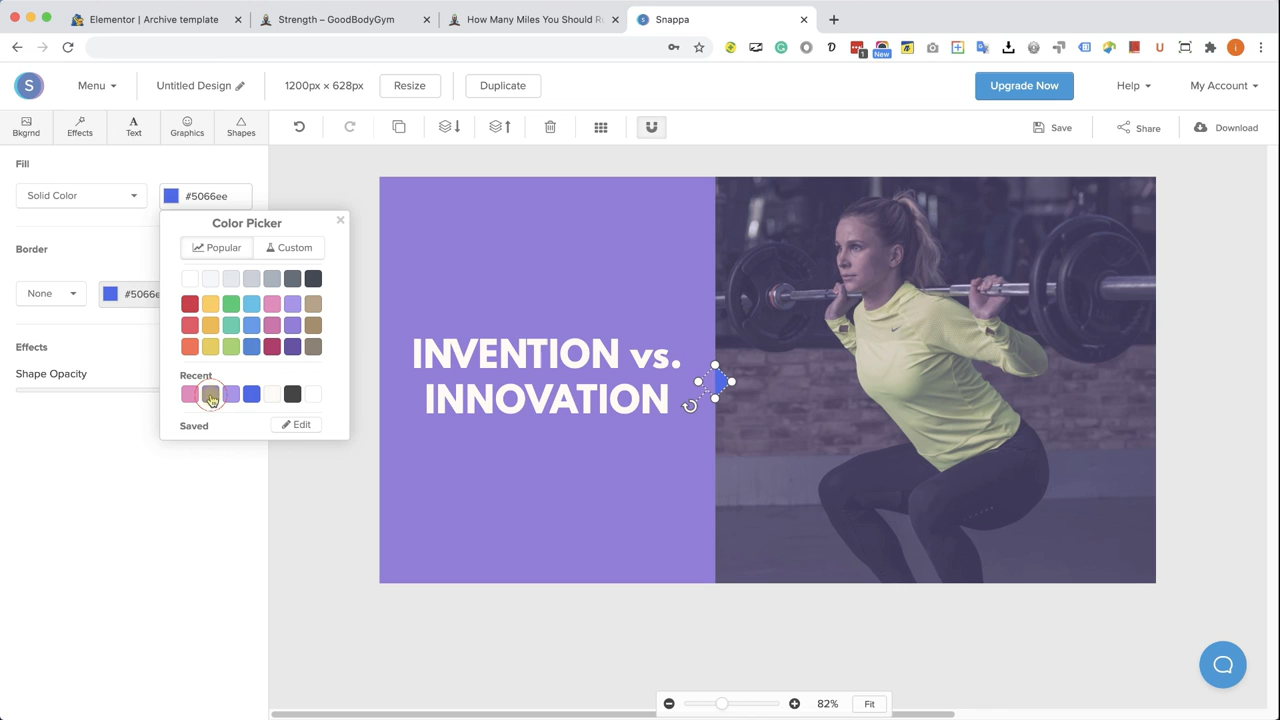 Elementor | Archive template
Strength – GoodBodyGym
How Many Miles You Should R
Snappa
1
New
S
Menu
Untitled Design
1200px × 628px
Resize
Duplicate
Upgrade Now
Help
My Account
Bkgrnd
Effects
Text
Graphics
Shapes
Save
Share
Download
Fill
Solid Color
#5066ee
Color Picker
Popular
Custom
Border
None
#5066e
Effects
Shape Opacity
Recent
Saved
Edit
INVENTION vs.
INNOVATION
82%
Fit